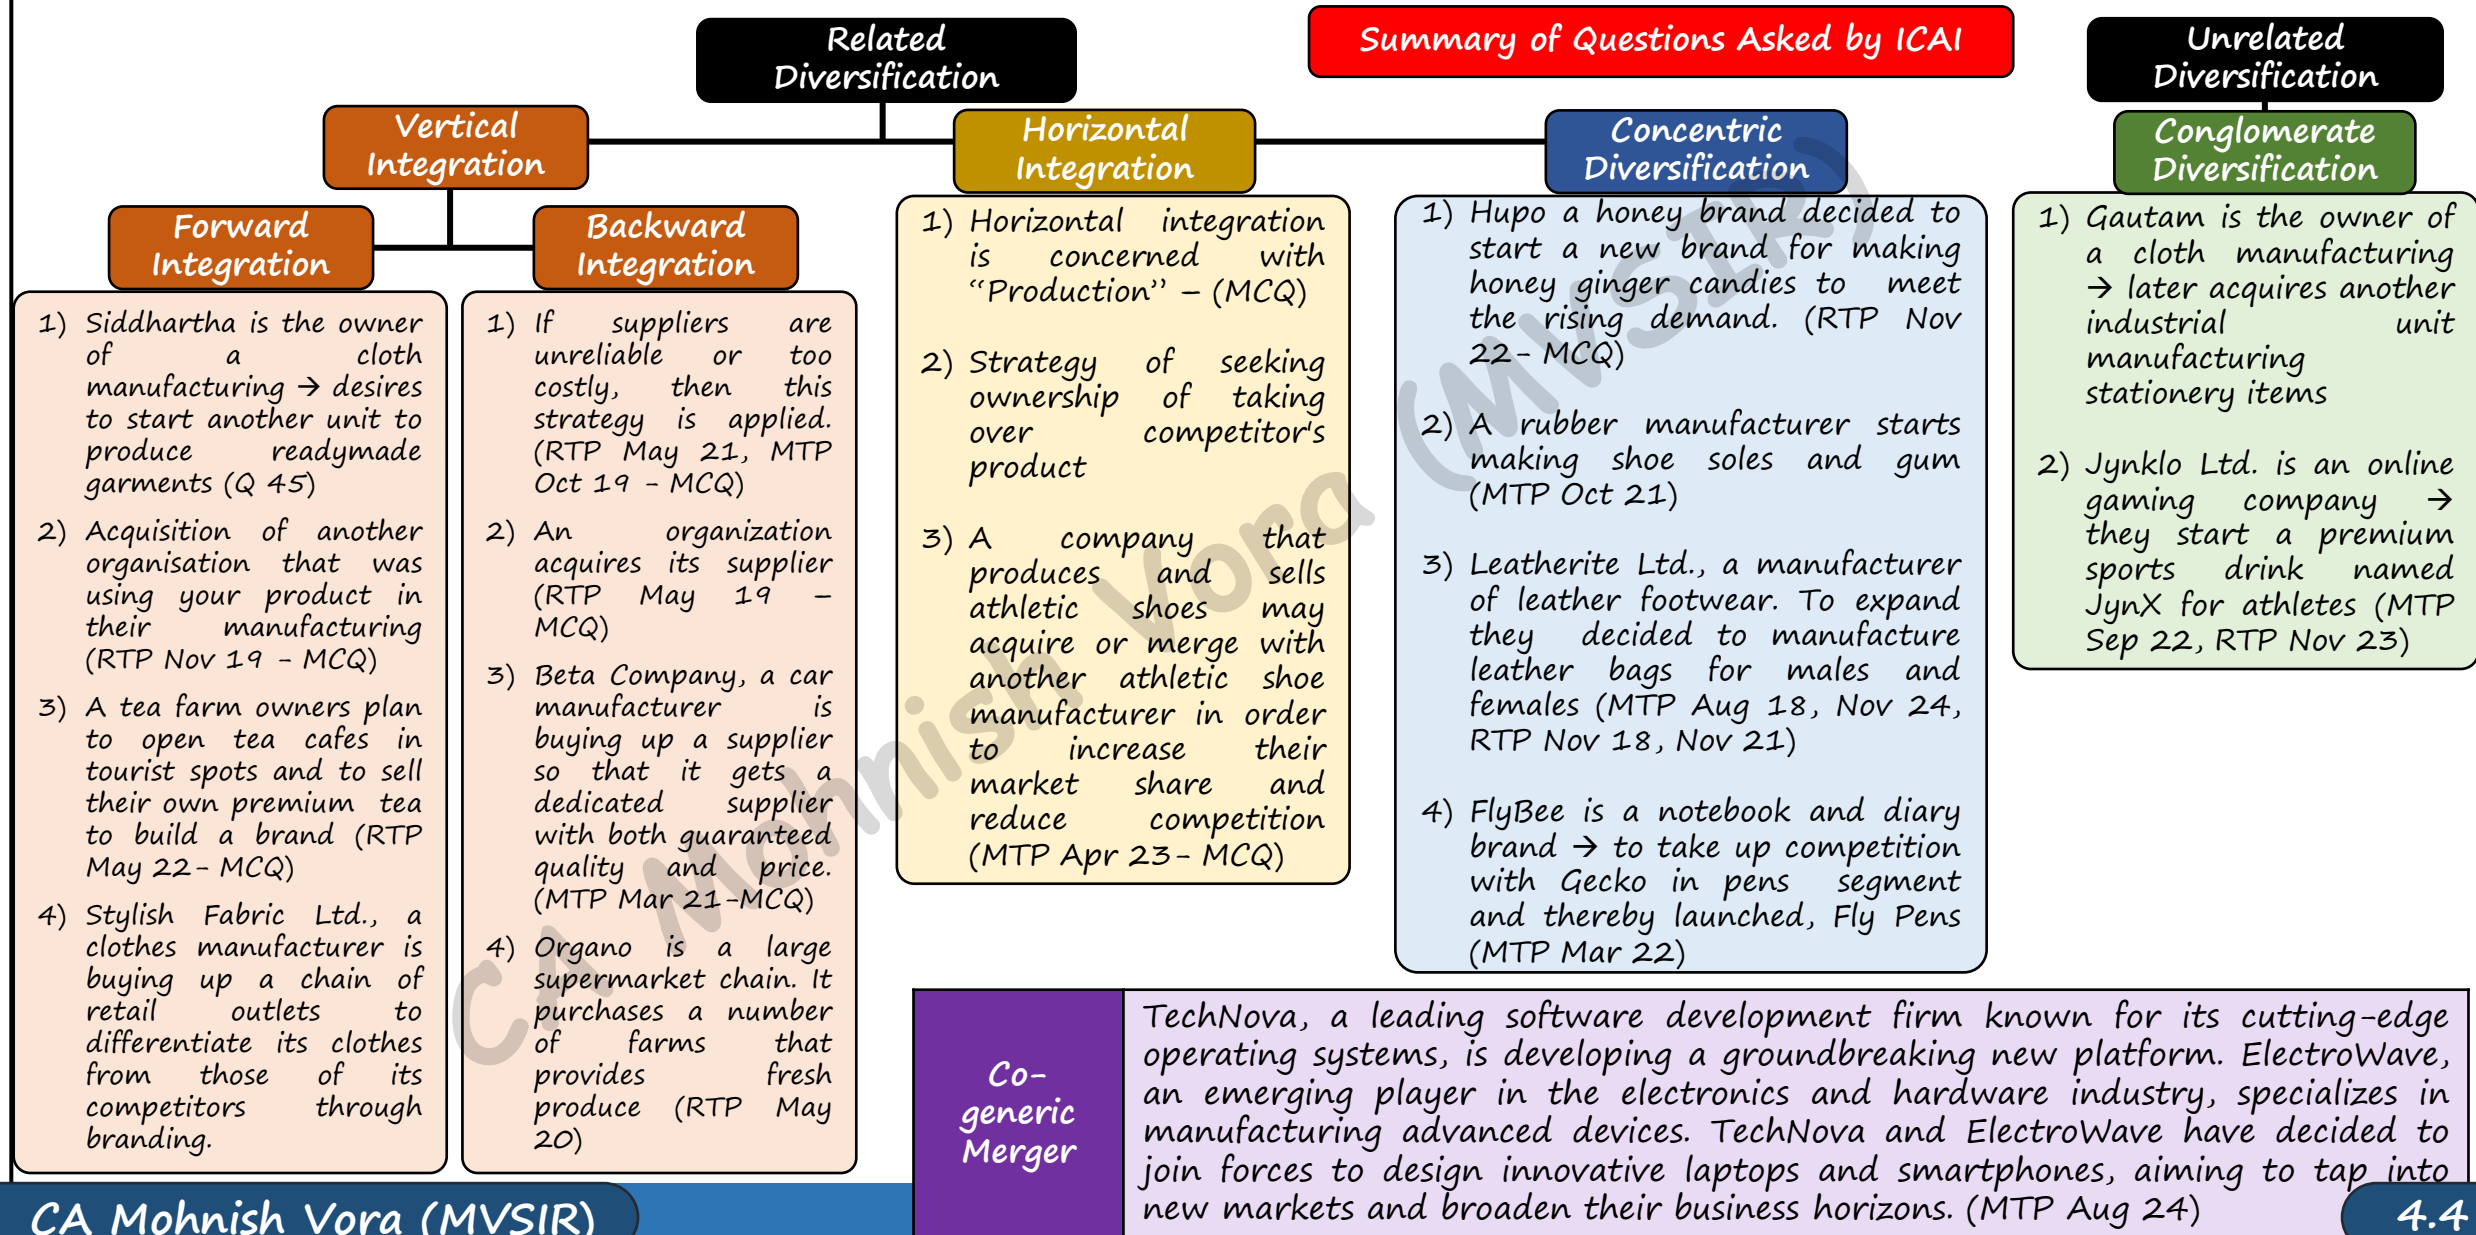 Summary of Questions Asked by ICAI
Related
Diversification
Unrelated
Diversification
Vertical
Integration
Horizontal
Integration
Concentric
Diversification
Conglomerate
Diversification
Forward
Integration
Backward
Integration
1) Siddhartha is the owner
of a cloth
manufacturing → desires
to start another unit to
produce readymade
garments (Q 45)
2) Acquisition of another
organisation that was
using your product in
their manufacturing
(RTP Nov 19 - MCQ)
3) A tea farm owners plan
to open tea cafes in
tourist spots and to sell
their own premium tea
to build a brand (RTP
May 22- MCQ)
4) Stylish Fabric Ltd., a
clothes manufacturer is
buying up a chain of
retail outlets to
differentiate its clothes
from those of its
competitors through
branding.
1) If suppliers are
unreliable or too
costly, then this
strategy is applied.
(RTP May 21, MTP
Oct 19 - MCQ)
2) An organization
acquires its supplier
(RTP May 19 –
MCQ)
3) Beta Company, a car
manufacturer is
buying up a supplier
so that it gets a
dedicated supplier
with both guaranteed
quality and price.
(MTP Mar 21-MCQ)
4) Organo is a large
supermarket chain. It
purchases a number
of farms that
provides fresh
produce (RTP May
20)
1) Horizontal integration
is concerned with
“Production” – (MCQ)
2) Strategy of seeking
ownership of taking
over competitor's
product
3) A company that
produces and sells
athletic shoes may
acquire or merge with
another athletic shoe
manufacturer in order
to increase their
market share and
reduce competition
(MTP Apr 23- MCQ)
1) Hupo a honey brand decided to
start a new brand for making
honey ginger candies to meet
the rising demand. (RTP Nov
22- MCQ)
2) A rubber manufacturer starts
making shoe soles and gum
(MTP Oct 21)
3) Leatherite Ltd., a manufacturer
of leather footwear. To expand
they decided to manufacture
leather bags for males and
females (MTP Aug 18, Nov 24,
RTP Nov 18, Nov 21)
4) FlyBee is a notebook and diary
brand → to take up competition
with Gecko in pens segment
and thereby launched, Fly Pens
(MTP Mar 22)
1) Gautam is the owner of
a cloth manufacturing
→ later acquires another
industrial unit
manufacturing
stationery items
2) Jynklo Ltd. is an online
gaming company →
they start a premium
sports drink named
JynX for athletes (MTP
Sep 22, RTP Nov 23)
Co-
generic
Merger
TechNova, a leading software development firm known for its cutting-edge
operating systems, is developing a groundbreaking new platform. ElectroWave,
an emerging player in the electronics and hardware industry, specializes in
manufacturing advanced devices. TechNova and ElectroWave have decided to
join forces to design innovative laptops and smartphones, aiming to tap into
new markets and broaden their business horizons. (MTP Aug 24)
CA Mohnish Vora (MVSIR)
CA Mohnish Vora (MVSIR)
4.4